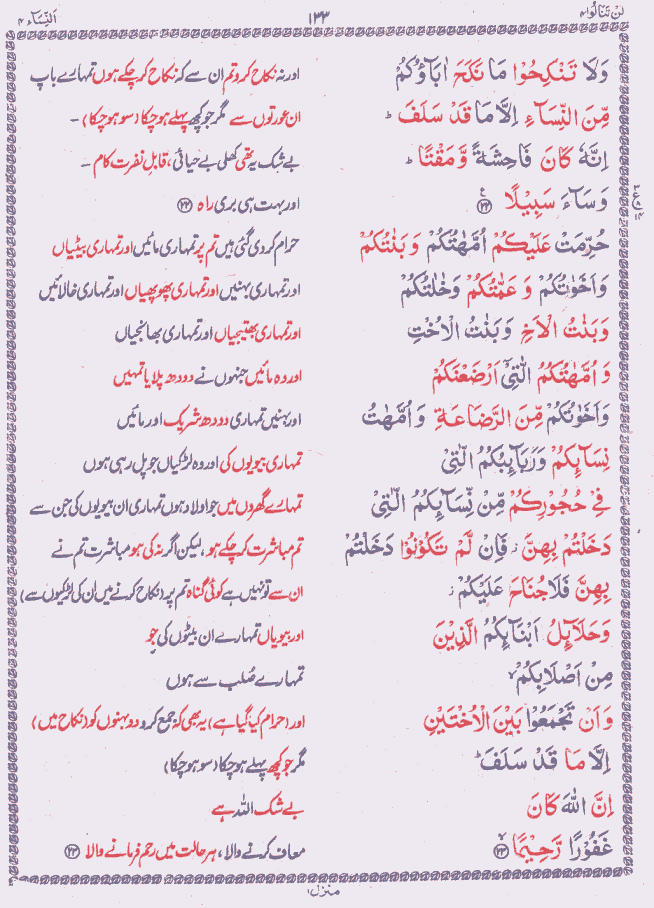 لن تنالوا ٤ ١٣٣ النّسآء ٤
وَلَا تَنْكِحُوْا مَا نَكَحَ اٰبَآؤُكُمْ اور نہ نکاح کرو تم ان سے کہ نکاح کر چکے ہوں تمہارے باپ
مِّنَ النِّسَآءِ اِلَّا مَا قَدْ سَلَفَ ؕ ان عورتوں سے مگر جو کچھ پہلے ہو چکا (سو ہو چکا) ۔
اِنَّهٗ كَانَ فَاحِشَةً وَّمَقْتًا ؕ بے شک یہ تھی کھلی بے حیائی، قابلِ نفرت کام ۔
وَسَآءَ سَبِيْلًا ﴿٢٢﴾ اور بہت ہی بری راہ ﴿٢٢﴾
حُرِّمَتْ عَلَيْكُمْ اُمَّهٰتُكُمْ وَبَنٰتُكُمْ حرام کر دی گئی ہیں تم پر تمہاری مائیں اور تمہاری بیٹیاں
وَاَخَوٰتُكُمْ وَعَمّٰتُكُمْ وَخٰلٰتُكُمْ اور تمہاری بہنیں اور تمہاری پھوپھیاں اور تمہاری خالائیں
وَبَنٰتُ الْاَخِ وَبَنٰتُ الْاُخْتِ اور تمہاری بھتیجیاں اور تمہاری بھانجیاں
وَاُمَّهٰتُكُمُ الّٰتِيْٓ اَرْضَعْنَكُمْ اور وہ مائیں جنہوں نے دودھ پلایا تمہیں
وَاَخَوٰتُكُمْ مِّنَ الرَّضَاعَةِ وَاُمَّهٰتُ اور بہنیں تمہاری دودھ شریک اور مائیں
نِسَآئِكُمْ وَرَبَآئِبُكُمُ الّٰتِيْ تمہاری بیویوں کی اور وہ لڑکیاں جو پل رہی ہوں
فِيْ حُجُوْرِكُمْ مِّنْ نِّسَآئِكُمُ الّٰتِيْ تمہارے گھروں میں جو اولاد ہوں تمہاری ان بیویوں کی جن سے
دَخَلْتُمْ بِهِنَّ ز فَاِنْ لَّمْ تَكُوْنُوْا دَخَلْتُمْ تم مباشرت کر چکے ہو، لیکن اگر نہ کی ہو مباشرت تم نے
بِهِنَّ فَلَا جُنَاحَ عَلَيْكُمْ ز ان سے تو نہیں ہے کوئی گناہ تم پر (نکاح کرنے میں ان کی لڑکیوں سے)
وَحَلَآئِلُ اَبْنَآئِكُمُ الَّذِيْنَ اور بیویاں تمہارے ان بیٹوں کی جو
مِنْ اَصْلَابِكُمْ ۙ تمہارے صُلب سے ہوں
وَاَنْ تَجْمَعُوْا بَيْنَ الْاُخْتَيْنِ اور (حرام کیا گیا ہے) یہ بھی کہ جمع کرو دو بہنوں کو (نکاح میں)
اِلَّا مَا قَدْ سَلَفَ ؕ مگر جو کچھ پہلے ہو چکا (سو ہو چکا)
اِنَّ اللّٰهَ كَانَ بے شک اللہ ہے
غَفُوْرًا رَّحِيْمًا ﴿٢٣﴾ معاف کرنے والا، ہر حالت میں رحم فرمانے والا ﴿٢٣﴾
منزل ١